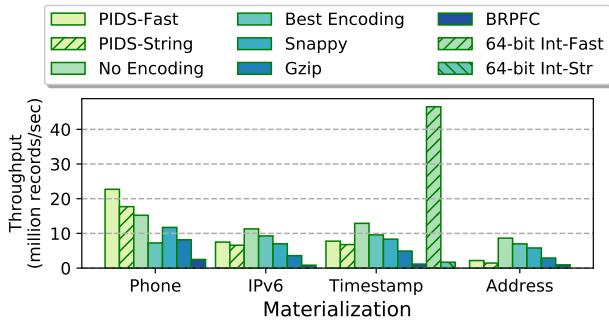 PIDS-Fast
PIDS-String
No Encoding
Best Encoding
Snappy
Gzip
BRPFC
64-bit Int-Fast
64-bit Int-Str
Throughput
(million records/sec)
40
30
20
10
0
Phone IPv6 Timestamp Address
Materialization